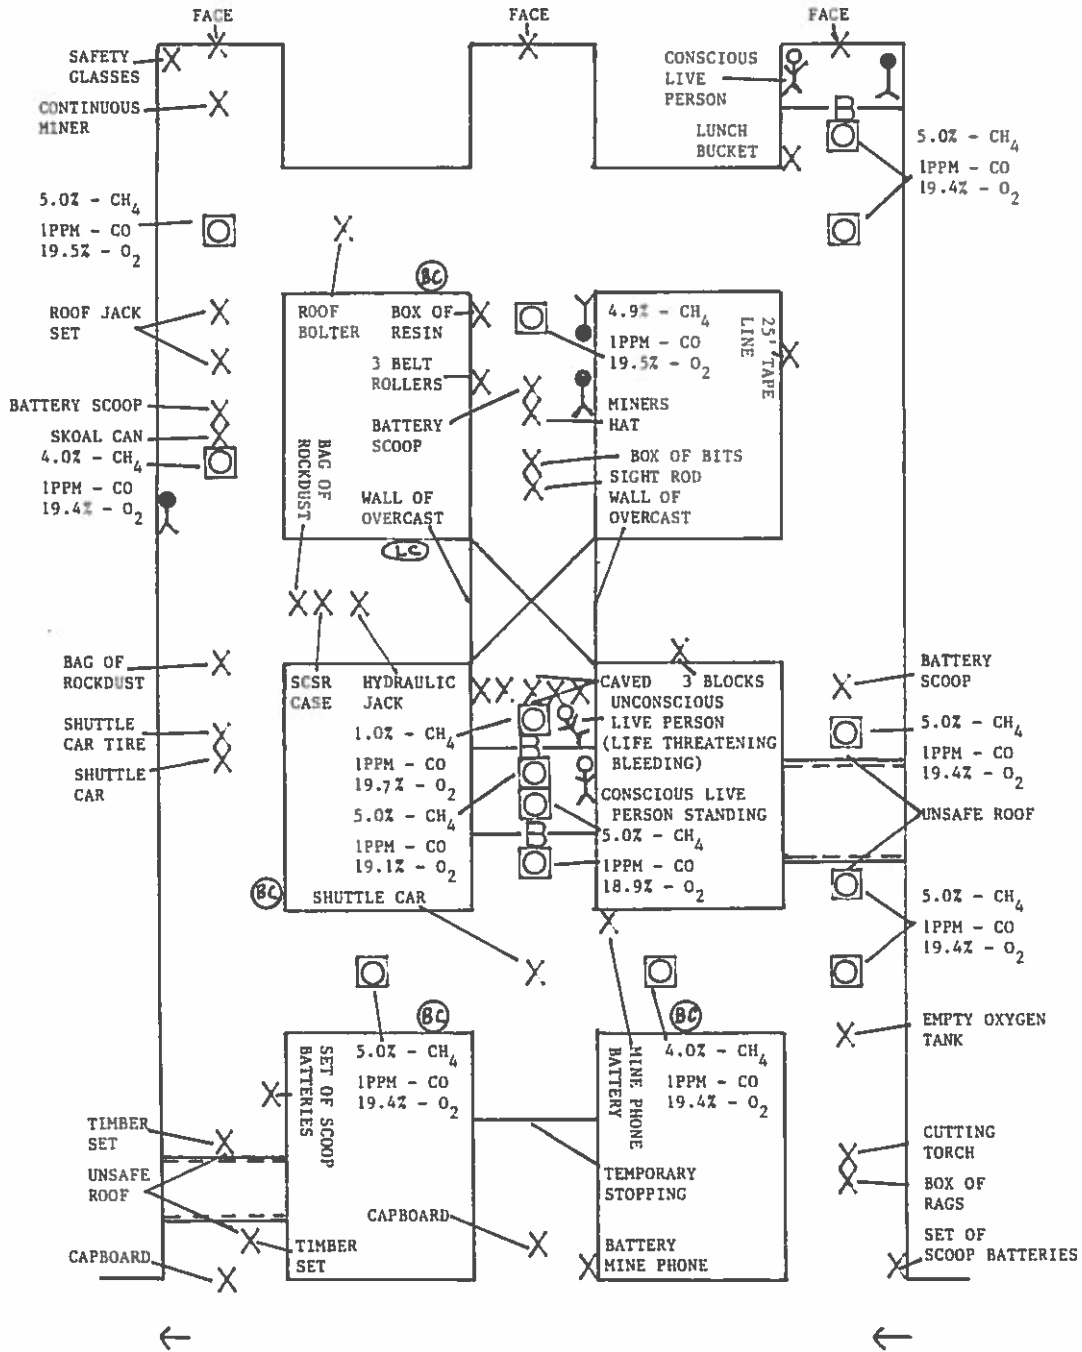 FACE
FACE
FACE
SAFETY
GLASSES
CONTINUOUS
MINER
CONSCIOUS
LIVE
PERSON
B
LUNCH
BUCKET
5.0% - CH4
1PPM - CO
19.4% - O2
5.0% - CH4
1PPM - CO
19.5% - O2
BC
ROOF JACK
SET
ROOF
BOLTER
BOX OF
RESIN
3 BELT
ROLLERS
4.9% - CH4
1PPM - CO
19.5% - O2
25' TAPE
LINE
BATTERY SCOOP
SKOAL CAN
4.0% - CH4
1PPM - CO
19.4% - O2
BATTERY
SCOOP
MINERS
HAT
BAG OF
ROCKDUST
BOX OF BITS
SIGHT ROD
WALL OF
OVERCAST
WALL OF
OVERCAST
LC
BAG OF
ROCKDUST
SCSR
CASE
HYDRAULIC
JACK
CAVED
3 BLOCKS
UNCONSCIOUS
LIVE PERSON
(LIFE THREATENING
BLEEDING)
BATTERY
SCOOP
SHUTTLE
CAR TIRE
SHUTTLE
CAR
1.0% - CH4
1PPM - CO
19.7% - O2
B
5.0% - CH4
1PPM - CO
19.4% - O2
5.0% - CH4
1PPM - CO
19.1% - O2
CONSCIOUS LIVE
PERSON STANDING
B
5.0% - CH4
1PPM - CO
18.9% - O2
UNSAFE ROOF
BC
SHUTTLE CAR
5.0% - CH4
1PPM - CO
19.4% - O2
BC
BC
SET OF SCOOP
BATTERIES
5.0% - CH4
1PPM - CO
19.4% - O2
MINE PHONE
BATTERY
4.0% - CH4
1PPM - CO
19.4% - O2
EMPTY OXYGEN
TANK
TIMBER
SET
UNSAFE
ROOF
TEMPORARY
STOPPING
CUTTING
TORCH
BOX OF
RAGS
CAPBOARD
TIMBER
SET
CAPBOARD
BATTERY
MINE PHONE
SET OF
SCOOP BATTERIES